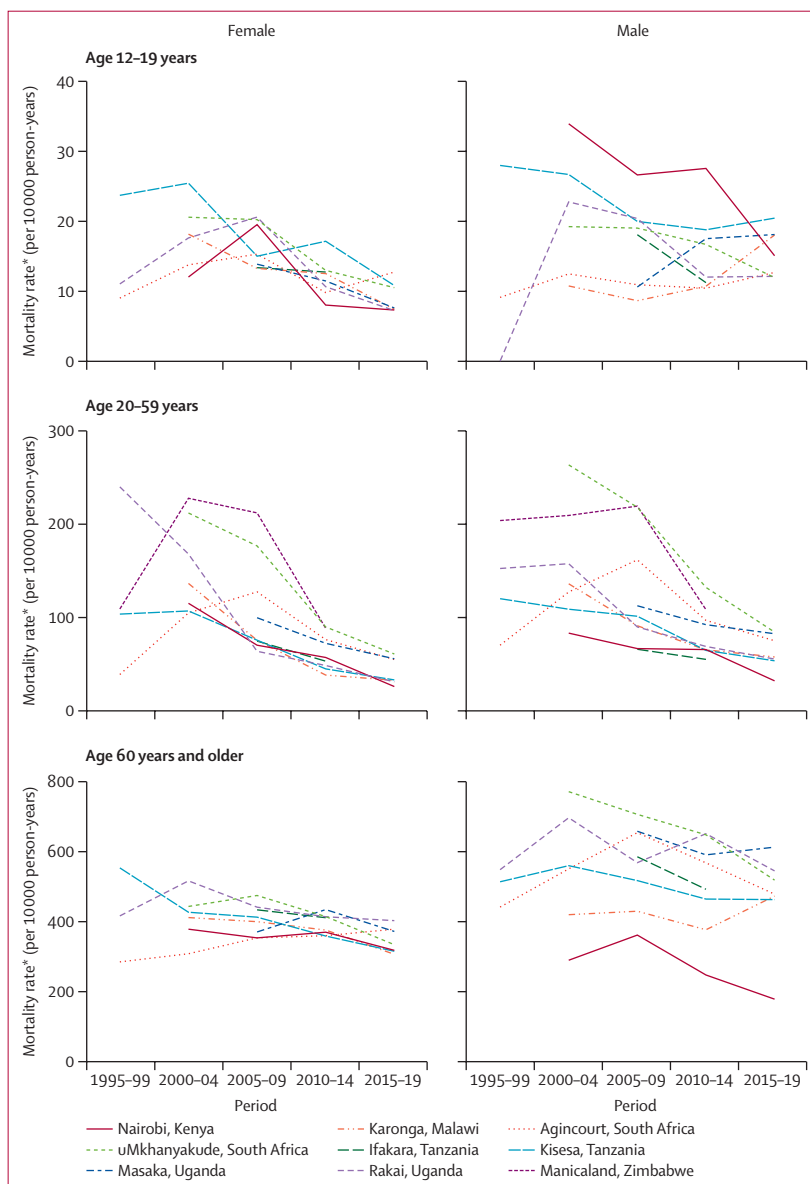 Female
Male
Age 12–19 years
Mortality rate* (per 10 000 person-years)
40
30
20
10
0
Age 20–59 years
Mortality rate* (per 10 000 person-years)
300
200
100
0
Age 60 years and older
Mortality rate* (per 10 000 person-years)
800
600
400
200
0
1995–99 2000–04 2005–09 2010–14 2015–19
1995–99 2000–04 2005–09 2010–14 2015–19
Period
Period
Nairobi, Kenya
Karonga, Malawi
Agincourt, South Africa
uMkhanyakude, South Africa
Ifakara, Tanzania
Kisesa, Tanzania
Masaka, Uganda
Rakai, Uganda
Manicaland, Zimbabwe